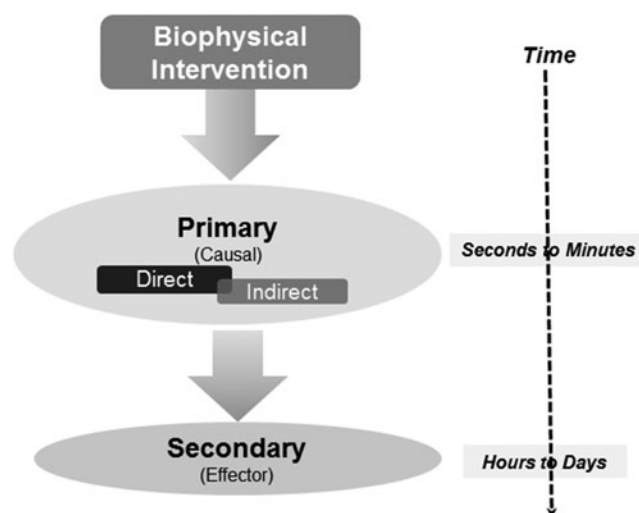 Biophysical
Intervention
Time
Primary
(Causal)
Direct
Indirect
Seconds to Minutes
Secondary
(Effector)
Hours to Days